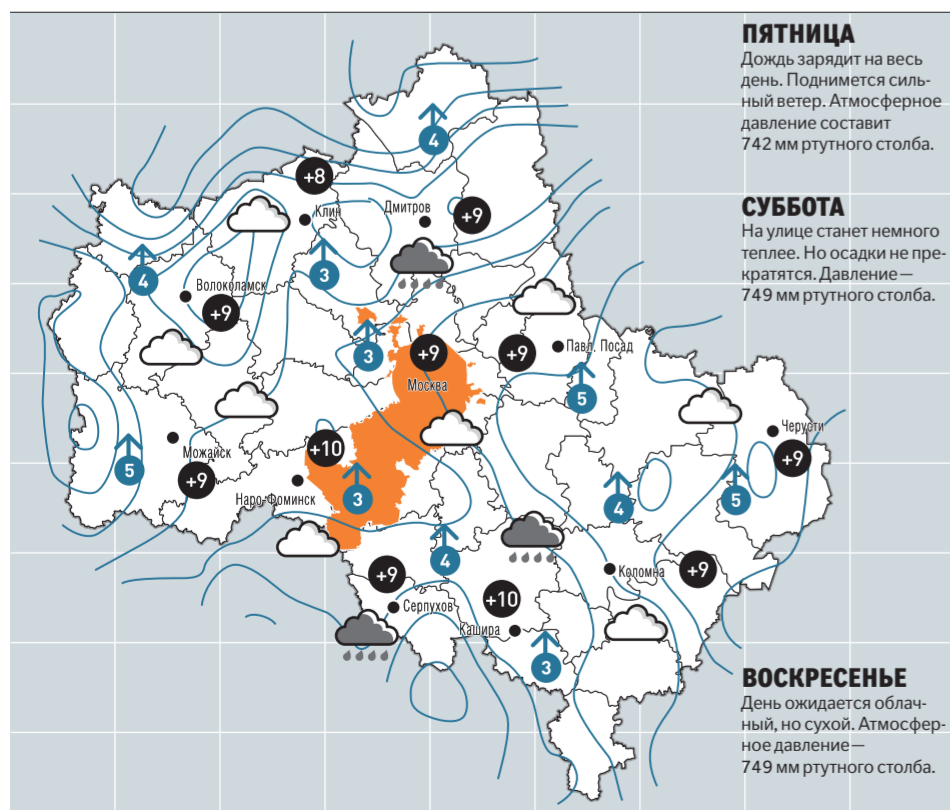 ПЯТНИЦА
Дождь зарядит на весь
день. Поднимется силь-
ный ветер. Атмосферное
давление составит
742 мм ртутного столба.
СУББОТА
На улице станет немного
теплее. Но осадки не пре-
кратятся. Давление —
749 мм ртутного столба.
ВОСКРЕСЕНЬЕ
День ожидается облач-
ный, но сухой. Атмосфер-
ное давление —
749 мм ртутного столба.
4
+8
Клин
Дмитров
+9
4
3
Волоколамск
+9
3
+9
Москва
+9
Павл. Посад
5
Черусти
+9
Можайск
5
+9
+10
Наро-Фоминск
3
4
5
4
+9
Серпухов
+10
Кашира
3
Коломна
+9